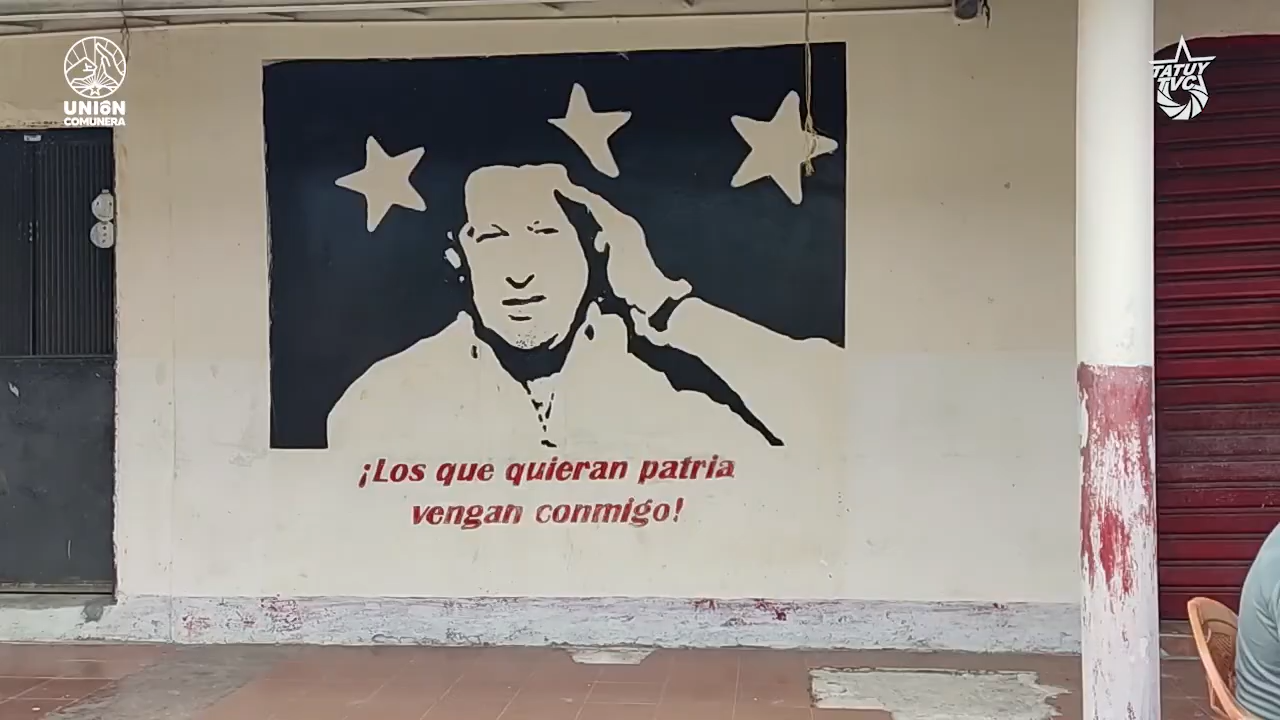 UNIóN
COMUNERA
TATUY
TVC
¡Los que quieran patria
vengan conmigo!